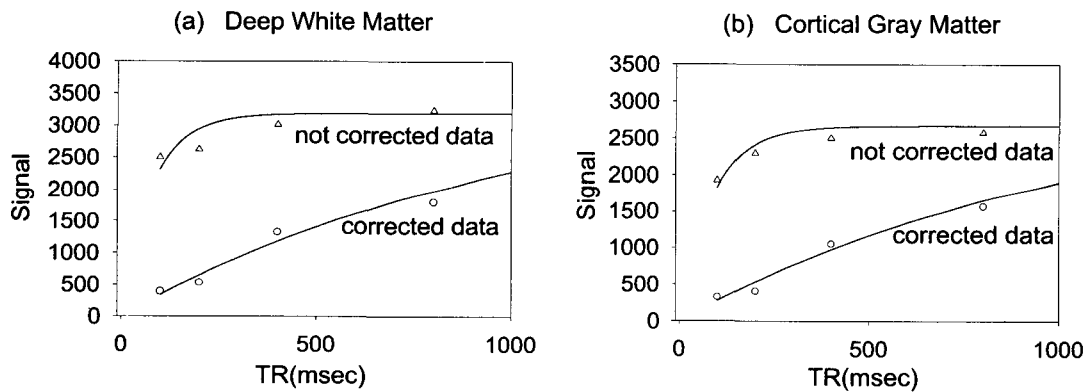 (a) Deep White Matter
4000
3500
3000
2500
2000
1500
1000
500
0
Signal
not corrected data
corrected data
0 500 1000
TR(msec)
(b) Cortical Gray Matter
3500
3000
2500
2000
1500
1000
500
0
Signal
not corrected data
corrected data
0 500 1000
TR(msec)